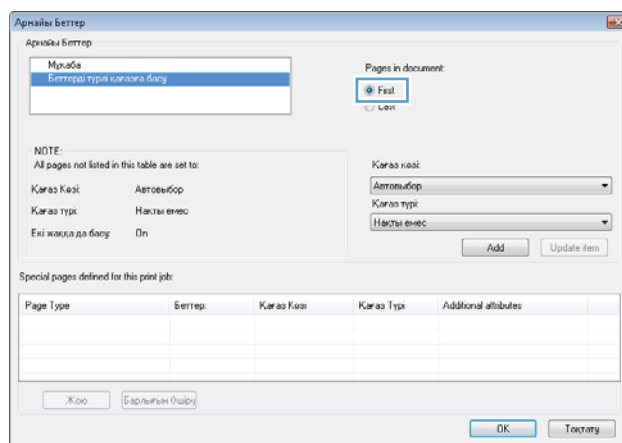 Арнайы Беттер
Арнайы Беттер
Мұқаба
Беттерді түрлі қағазға басу
Pages in document:
First
Last
NOTE:
All pages not listed in this table are set to:
Қағаз Көзі: Автовыбор
Қағаз түрі: Нақты емес
Екі жаққа да басу: On
Қағаз көзі:
Автовыбор
Қағаз түрі:
Нақты емес
Add Update item
Special pages defined for this print job:
Page Type Беттер: Қағаз Көзі Қағаз Түрі Additional attributes
Жою Барлығын Өшіру
OK Тоқтату